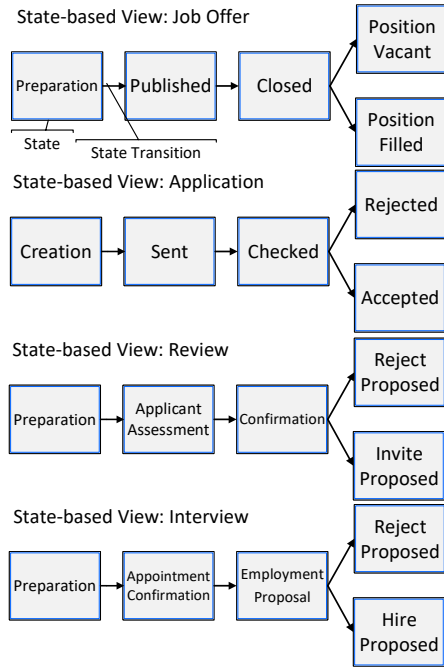 State-based View: Job Offer
Preparation
Published
Closed
Position
Vacant
Position
Filled
State
State Transition
State-based View: Application
Creation
Sent
Checked
Rejected
Accepted
State-based View: Review
Preparation
Applicant
Assessment
Confirmation
Reject
Proposed
Invite
Proposed
State-based View: Interview
Preparation
Appointment
Confirmation
Employment
Proposal
Reject
Proposed
Hire
Proposed